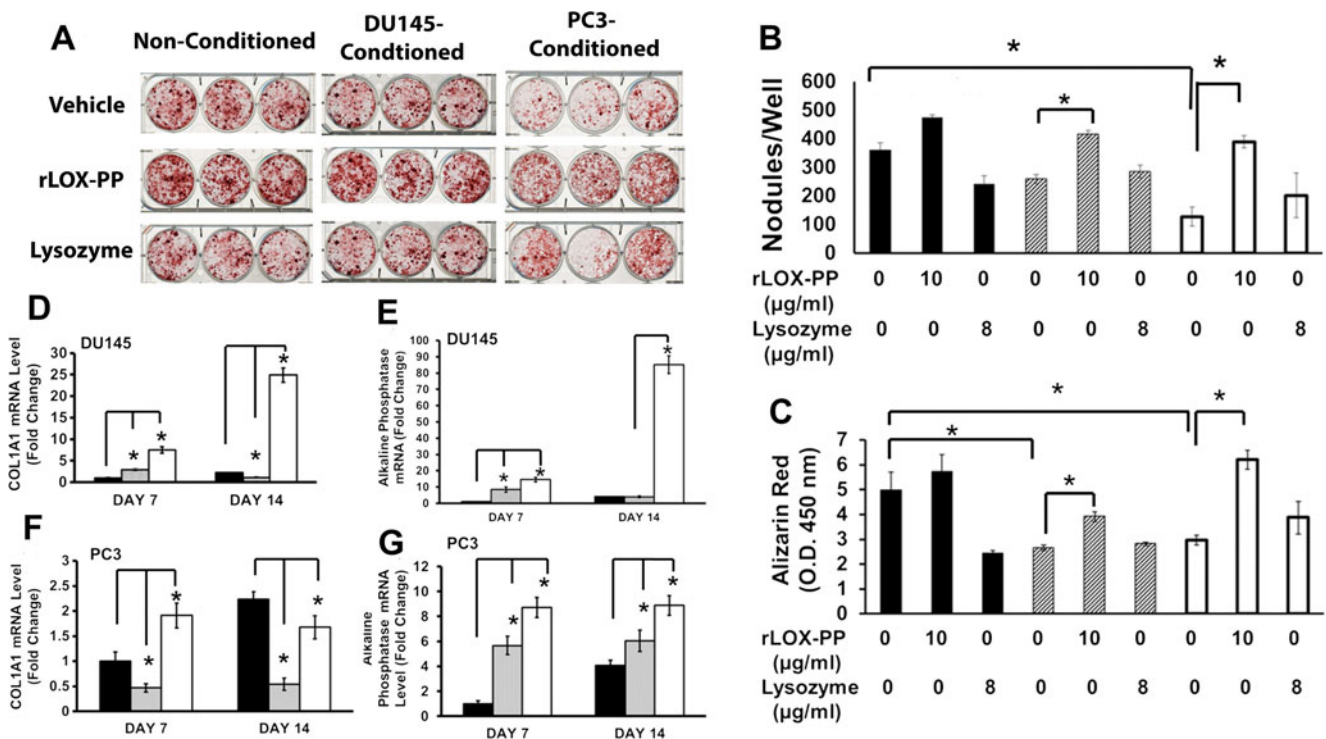 A
Non-Conditioned
DU145-
Condtioned
PC3-
Conditioned
Vehicle
rLOX-PP
Lysozyme
B
Nodules/Well
600
500
400
300
200
100
0
* * *
rLOX-PP 0 10 0 0 10 0 0 10 0
(µg/ml)
Lysozyme 0 0 8 0 0 8 0 0 8
(µg/ml)
C
Alizarin Red
(O.D. 450 nm)
7
6
5
4
3
2
1
0
* * * *
rLOX-PP 0 10 0 0 10 0 0 10 0
(µg/ml)
Lysozyme 0 0 8 0 0 8 0 0 8
(µg/ml)
D
DU145
COL1A1 mRNA Level
(Fold Change)
30
25
20
15
10
5
0
* * * *
DAY 7 DAY 14
E
DU145
Alkaline Phosphatase
mRNA (Fold Change)
100
90
80
70
60
50
40
30
20
10
0
* * *
DAY 7 DAY 14
F
PC3
COL1A1 mRNA Level
(Fold Change)
3
2.5
2
1.5
1
0.5
0
* * * *
DAY 7 DAY 14
G
PC3
Alkaline
Phosphatase mRNA
Level (Fold Change)
12
10
8
6
4
2
0
* * * *
DAY 7 DAY 14